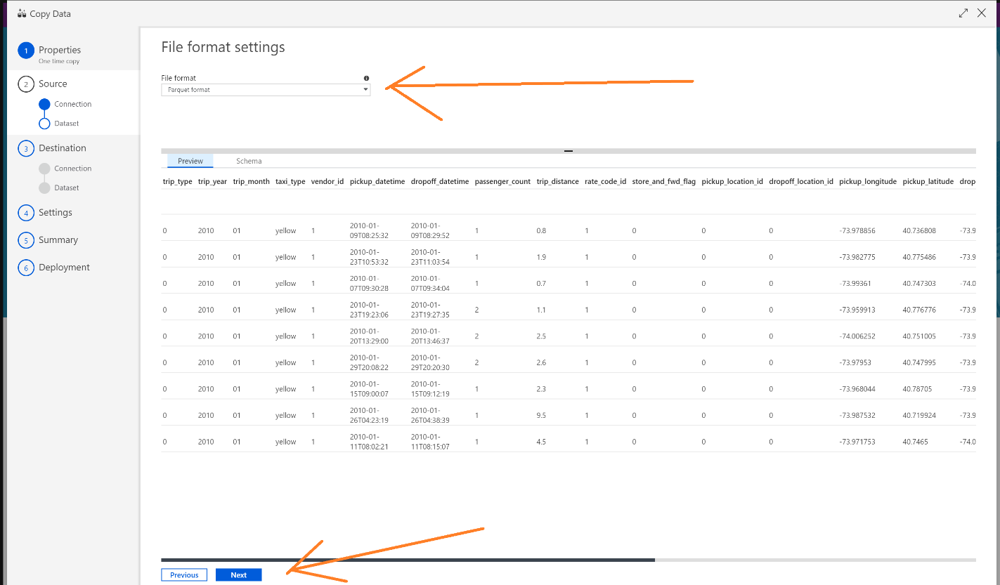 Copy Data
1 Properties
One time copy
2 Source
Connection
Dataset
3 Destination
Connection
Dataset
4 Settings
5 Summary
6 Deployment
File format settings
File format
Parquet format
Preview Schema
trip_type trip_year trip_month taxi_type vendor_id pickup_datetime dropoff_datetime passenger_count trip_distance rate_code_id store_and_fwd_flag pickup_location_id dropoff_location_id pickup_longitude pickup_latitude drop
0 2010 01 yellow 1 2010-01-09T08:25:32 2010-01-09T08:29:52 1 0.8 1 0 0 0 -73.978856 40.736808 -73.9
0 2010 01 yellow 1 2010-01-23T10:53:32 2010-01-23T11:03:54 1 1.9 1 0 0 0 -73.982775 40.775486 -73.9
0 2010 01 yellow 1 2010-01-07T09:30:28 2010-01-07T09:34:04 1 0.7 1 0 0 0 -73.99361 40.747303 -74.0
0 2010 01 yellow 1 2010-01-23T19:23:06 2010-01-23T19:27:35 2 1.1 1 0 0 0 -73.959913 40.776776 -73.9
0 2010 01 yellow 1 2010-01-20T13:29:00 2010-01-20T13:46:37 2 2.5 1 0 0 0 -74.006252 40.751005 -73.9
0 2010 01 yellow 1 2010-01-29T20:08:22 2010-01-29T20:20:30 2 2.6 1 0 0 0 -73.97953 40.747995 -73.9
0 2010 01 yellow 1 2010-01-15T09:00:07 2010-01-15T09:12:19 1 2.3 1 0 0 0 -73.968044 40.78705 -73.9
0 2010 01 yellow 1 2010-01-26T04:23:19 2010-01-26T04:38:39 1 9.5 1 0 0 0 -73.987532 40.719924 -73.9
0 2010 01 yellow 1 2010-01-11T08:02:21 2010-01-11T08:15:07 1 4.5 1 0 0 0 -73.971753 40.7465 -74.0
Previous Next